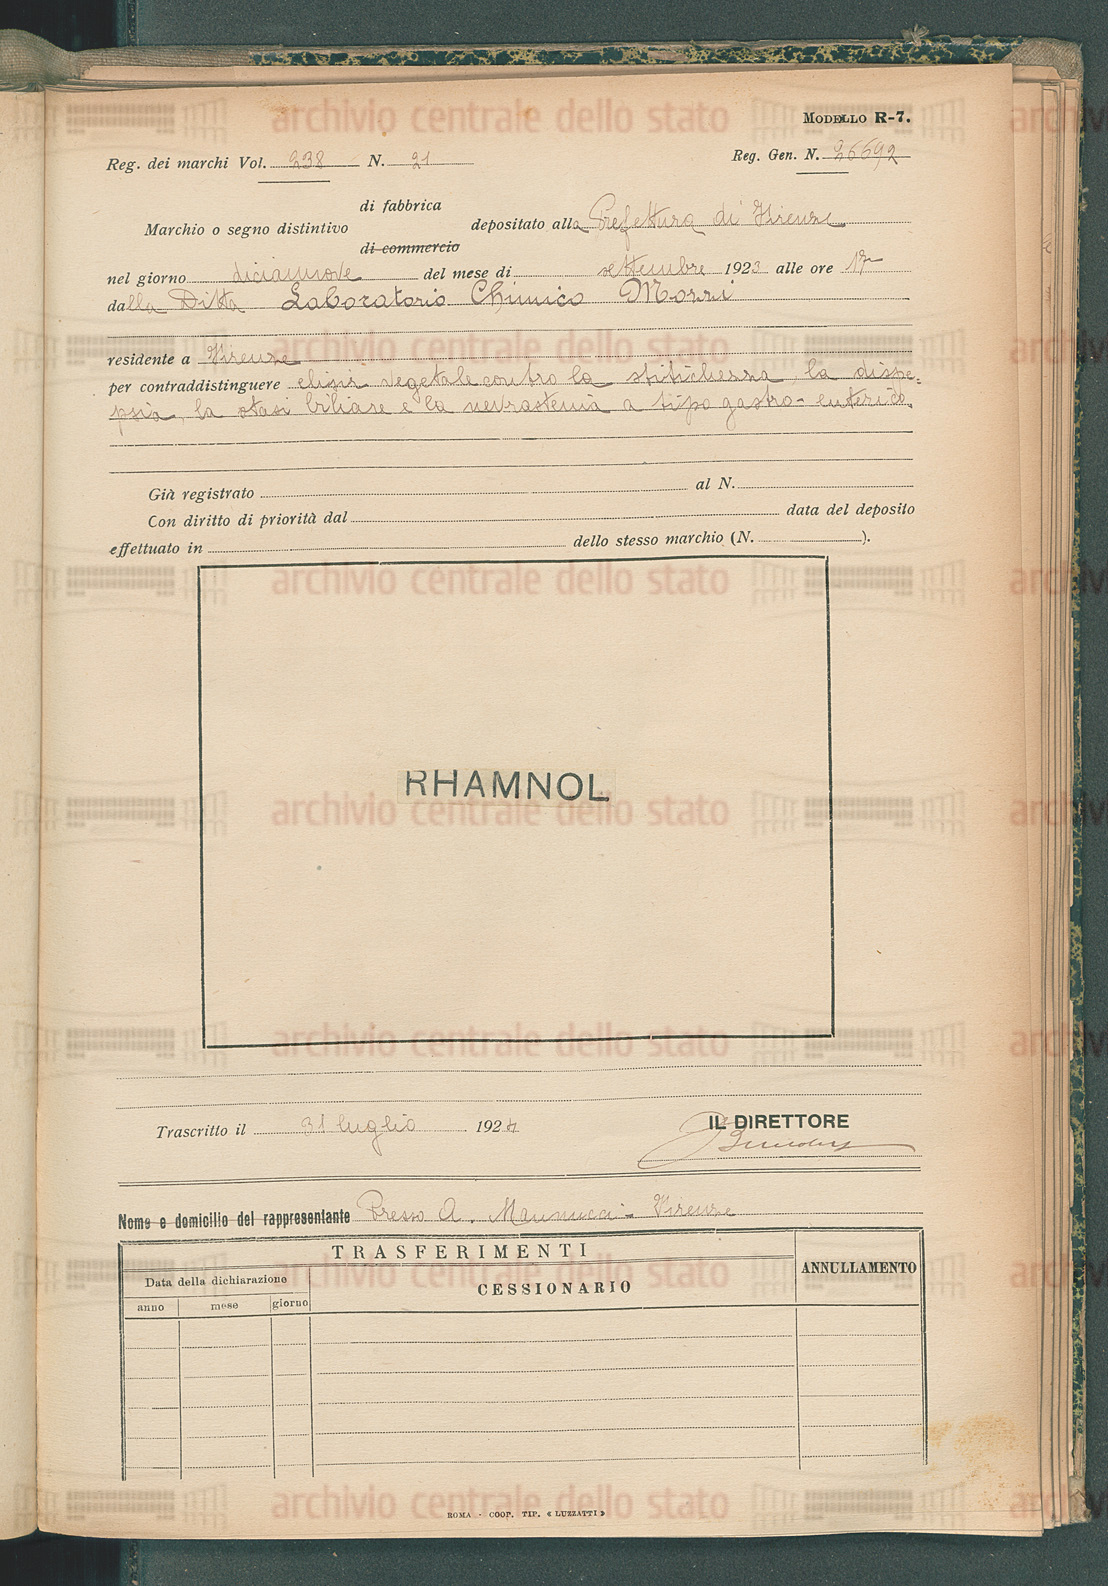 MODELLO R-7.
Reg. dei marchi Vol. 238 N. 21 Reg. Gen. N. 26692
di fabbrica
Marchio o segno distintivo depositato alla Prefettura di Firenze
di commercio
nel giorno diciannove del mese di settembre 1923 alle ore 17
dalla Ditta Laboratorio Chimico Morri
residente a Firenze
per contraddistinguere elisir vegetale contro la stitichezza, la dispe-
psia, la stasi biliare e la nevrastenia a tipo gastro-enterico.
Già registrato al N.
Con diritto di priorità dal data del deposito
effettuato in dello stesso marchio (N. ).
RHAMNOL
Trascritto il 31 luglio 1924
IL DIRETTORE
Nome e domicilio del rappresentante Presso A. Mannucci - Firenze
TRASFERIMENTI
ANNULLAMENTO
Data della dichiarazione
CESSIONARIO
anno mese giorno
ROMA - COOP. TIP. « LUZZATTI »
archivio centrale dello stato